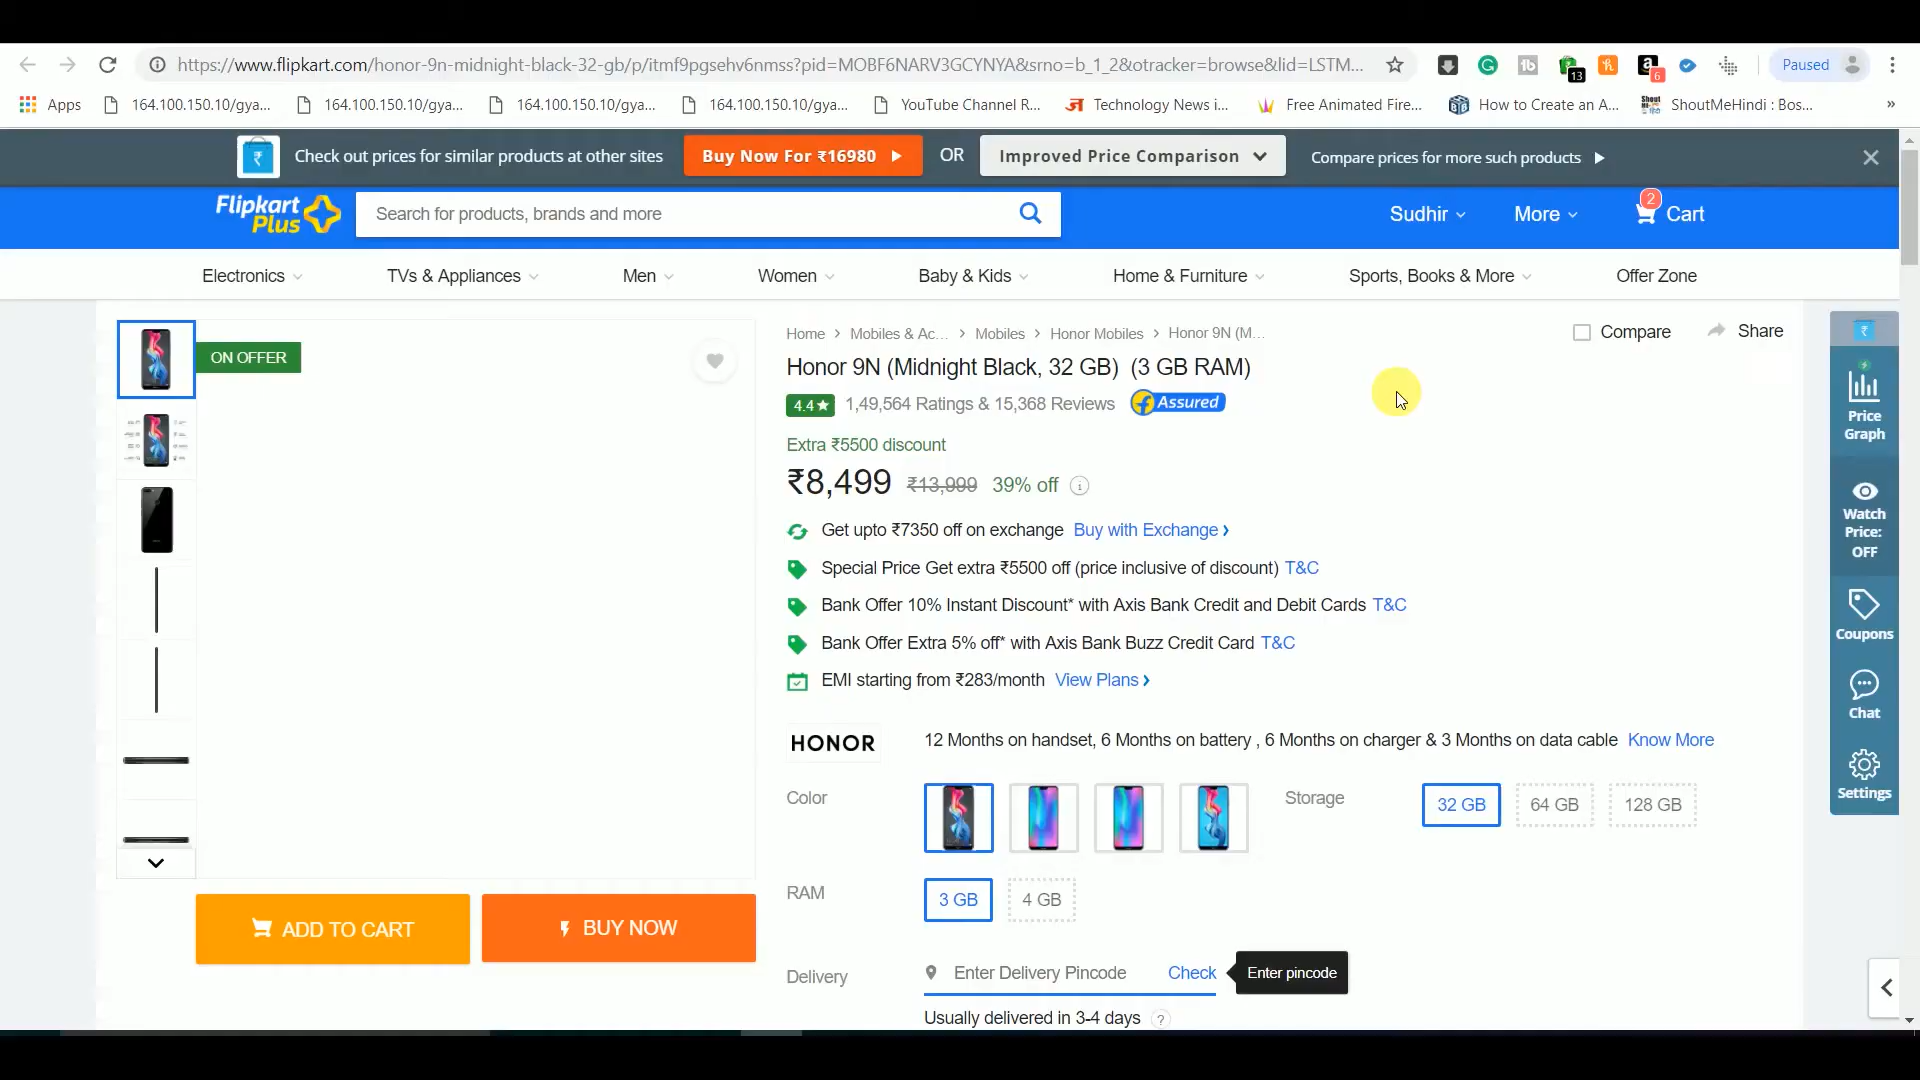 https://www.flipkart.com/honor-9n-midnight-black-32-gb/p/itmf9pgsehv6nmss?pid=MOBF6NARV3GCYNYA&srno=b_1_2&otracker=browse&lid=LSTM...
13
6
Paused
Apps
164.100.150.10/gya...
164.100.150.10/gya...
164.100.150.10/gya...
164.100.150.10/gya...
YouTube Channel R...
Technology News i...
Free Animated Fire...
How to Create an A...
ShoutMeHindi : Bos...
Check out prices for similar products at other sites
Buy Now For ₹16980
OR
Improved Price Comparison
Compare prices for more such products
Flipkart
Plus
Search for products, brands and more
Sudhir
More
2
Cart
Electronics
TVs & Appliances
Men
Women
Baby & Kids
Home & Furniture
Sports, Books & More
Offer Zone
ON OFFER
Home > Mobiles & Ac... > Mobiles > Honor Mobiles > Honor 9N (M...
Compare
Share
Honor 9N (Midnight Black, 32 GB) (3 GB RAM)
4.4★ 1,49,564 Ratings & 15,368 Reviews
Assured
Extra ₹5500 discount
₹8,499 ₹13,999 39% off
Get upto ₹7350 off on exchange Buy with Exchange
Special Price Get extra ₹5500 off (price inclusive of discount) T&C
Bank Offer 10% Instant Discount* with Axis Bank Credit and Debit Cards T&C
Bank Offer Extra 5% off* with Axis Bank Buzz Credit Card T&C
EMI starting from ₹283/month View Plans
HONOR
12 Months on handset, 6 Months on battery , 6 Months on charger & 3 Months on data cable Know More
Color
Storage
32 GB
64 GB
128 GB
RAM
3 GB
4 GB
ADD TO CART
BUY NOW
Delivery
Enter Delivery Pincode
Check
Enter pincode
Usually delivered in 3-4 days ?
Price
Graph
Watch
Price:
OFF
Coupons
Chat
Settings